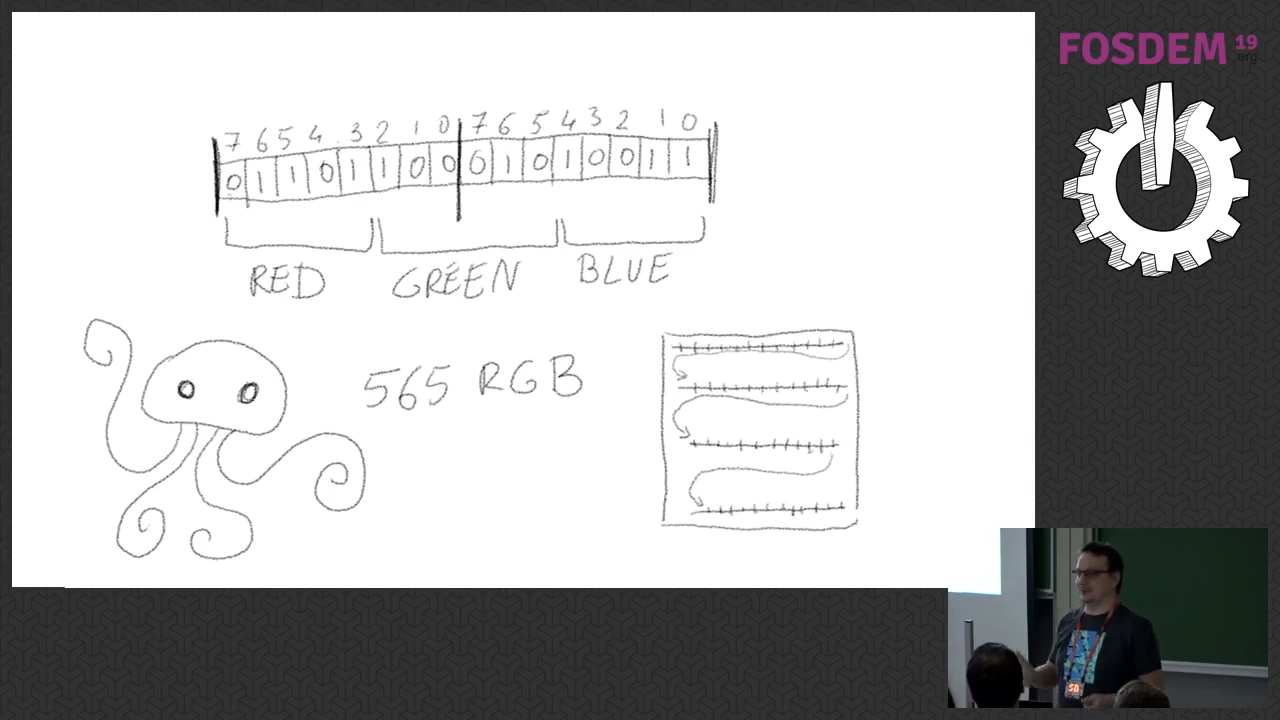 FOSDEM 19
.org
7 6 5 4 3 2 1 0 7 6 5 4 3 2 1 0
0 1 1 0 1 1 0 0 0 1 0 1 0 0 1 1
RED GREEN BLUE
565 RGB